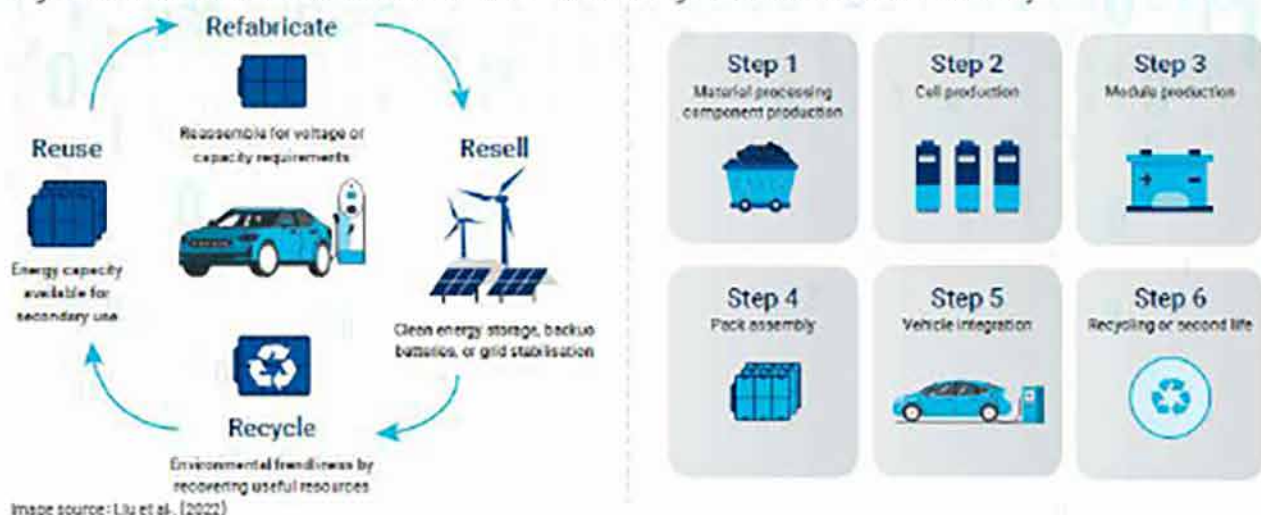 Refabricate
Reassemble for voltage or
capacity requirements
Reuse
Energy capacity
available for
secondary use
Resell
Clean energy storage, backup
batteries, or grid stabilisation
Recycle
Environmental friendliness by
recovering useful resources
Image source: Liu et al., (2022)
Step 1
Material processing
component production
Step 2
Cell production
Step 3
Module production
Step 4
Pack assembly
Step 5
Vehicle integration
Step 6
Recycling or second life